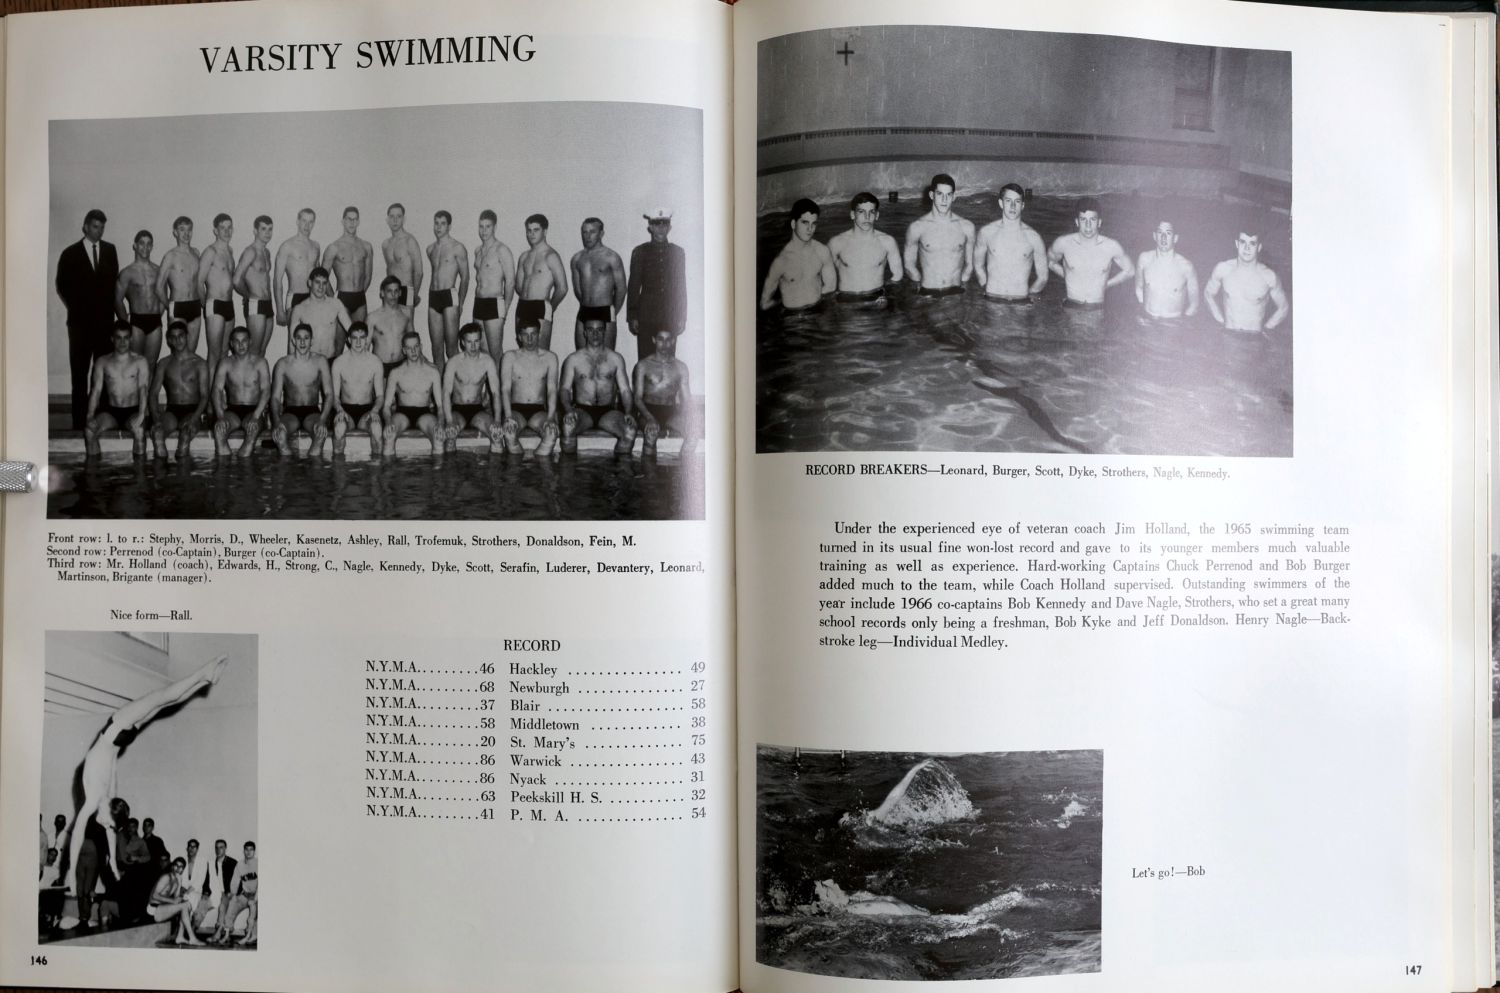 VARSITY SWIMMING
Front row: l. to r.: Stephy, Morris, D., Wheeler, Kasenetz, Ashley, Rall, Trofemuk, Strothers, Donaldson, Fein, M.
Second row: Perrenod (co-Captain), Burger (co-Captain).
Third row: Mr. Holland (coach), Edwards, H., Strong, C., Nagle, Kennedy, Dyke, Scott, Serafin, Luderer, Devantery, Leonard,
Martinson, Brigante (manager).
Nice form—Rall.
RECORD
N.Y.M.A.........46 Hackley ............... 49
N.Y.M.A.........68 Newburgh .............. 27
N.Y.M.A.........37 Blair .................. 58
N.Y.M.A.........58 Middletown ............ 38
N.Y.M.A.........20 St. Mary's ............. 75
N.Y.M.A.........86 Warwick ............... 43
N.Y.M.A.........86 Nyack ................. 31
N.Y.M.A.........63 Peekskill H. S. .......... 32
N.Y.M.A.........41 P. M. A. .............. 54
146
RECORD BREAKERS—Leonard, Burger, Scott, Dyke, Strothers, Nagle, Kennedy.
Under the experienced eye of veteran coach Jim Holland, the 1965 swimming team
turned in its usual fine won-lost record and gave to its younger members much valuable
training as well as experience. Hard-working Captains Chuck Perrenod and Bob Burger
added much to the team, while Coach Holland supervised. Outstanding swimmers of the
year include 1966 co-captains Bob Kennedy and Dave Nagle, Strothers, who set a great many
school records only being a freshman, Bob Kyke and Jeff Donaldson. Henry Nagle—Back-
stroke leg—Individual Medley.
Let's go!—Bob
147